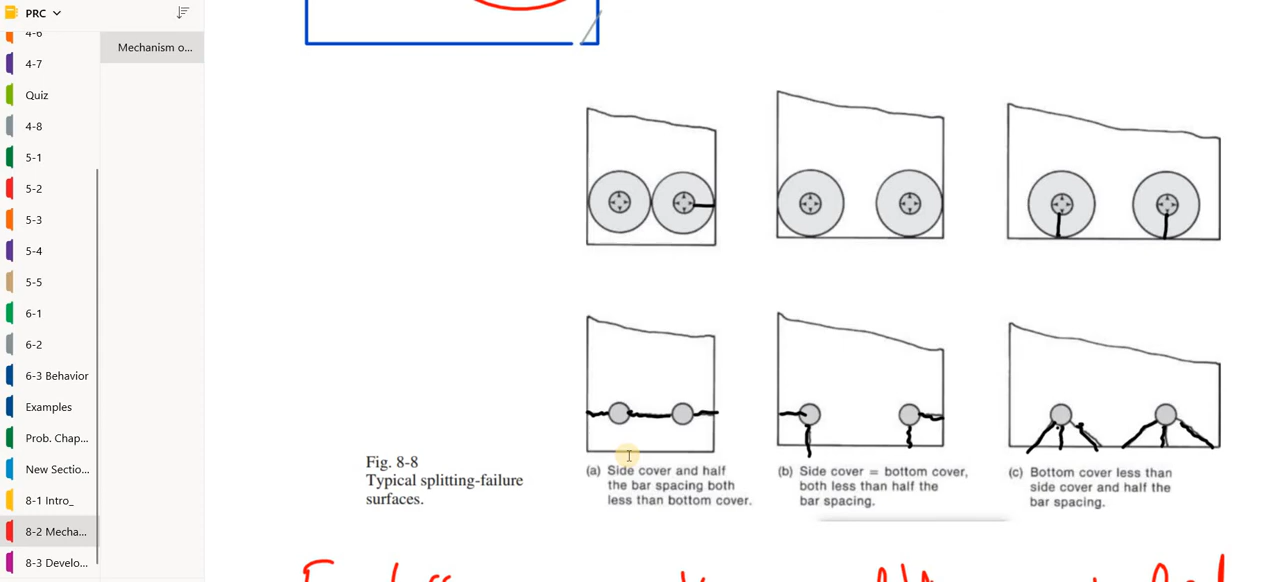 PRC
4-6
4-7
Quiz
4-8
5-1
5-2
5-3
5-4
5-5
6-1
6-2
6-3 Behavior
Examples
Prob. Chap...
New Sectio...
8-1 Intro_
8-2 Mecha...
8-3 Develo...
Mechanism o...
Fig. 8-8
Typical splitting-failure
surfaces.
(a) Side cover and half
the bar spacing both
less than bottom cover.
(b) Side cover = bottom cover,
both less than half the
bar spacing.
(c) Bottom cover less than
side cover and half the
bar spacing.